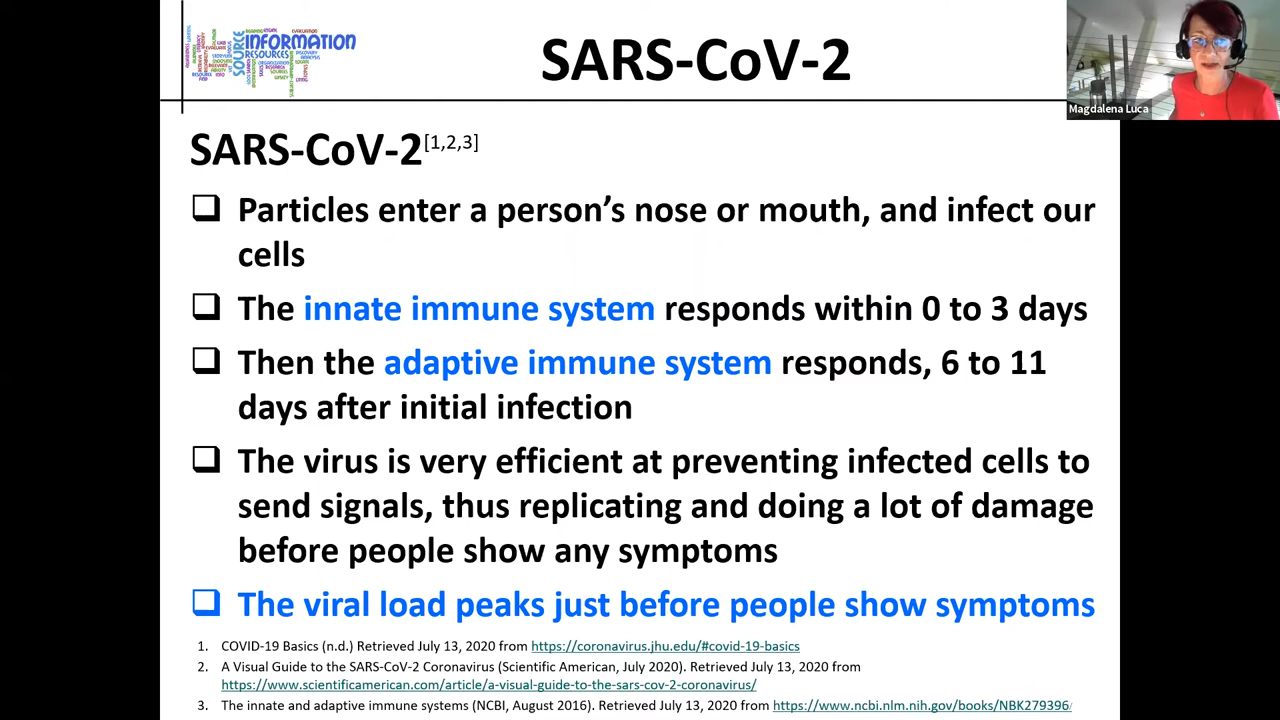 SOURCE
INFORMATION
RESOURCES
SARS-CoV-2
Magdalena Luca
SARS-CoV-2[1,2,3]
Particles enter a person’s nose or mouth, and infect our
cells
The innate immune system responds within 0 to 3 days
Then the adaptive immune system responds, 6 to 11
days after initial infection
The virus is very efficient at preventing infected cells to
send signals, thus replicating and doing a lot of damage
before people show any symptoms
The viral load peaks just before people show symptoms
1. COVID-19 Basics (n.d.) Retrieved July 13, 2020 from https://coronavirus.jhu.edu/#covid-19-basics
2. A Visual Guide to the SARS-CoV-2 Coronavirus (Scientific American, July 2020). Retrieved July 13, 2020 from
https://www.scientificamerican.com/article/a-visual-guide-to-the-sars-cov-2-coronavirus/
3. The innate and adaptive immune systems (NCBI, August 2016). Retrieved July 13, 2020 from https://www.ncbi.nlm.nih.gov/books/NBK279396/